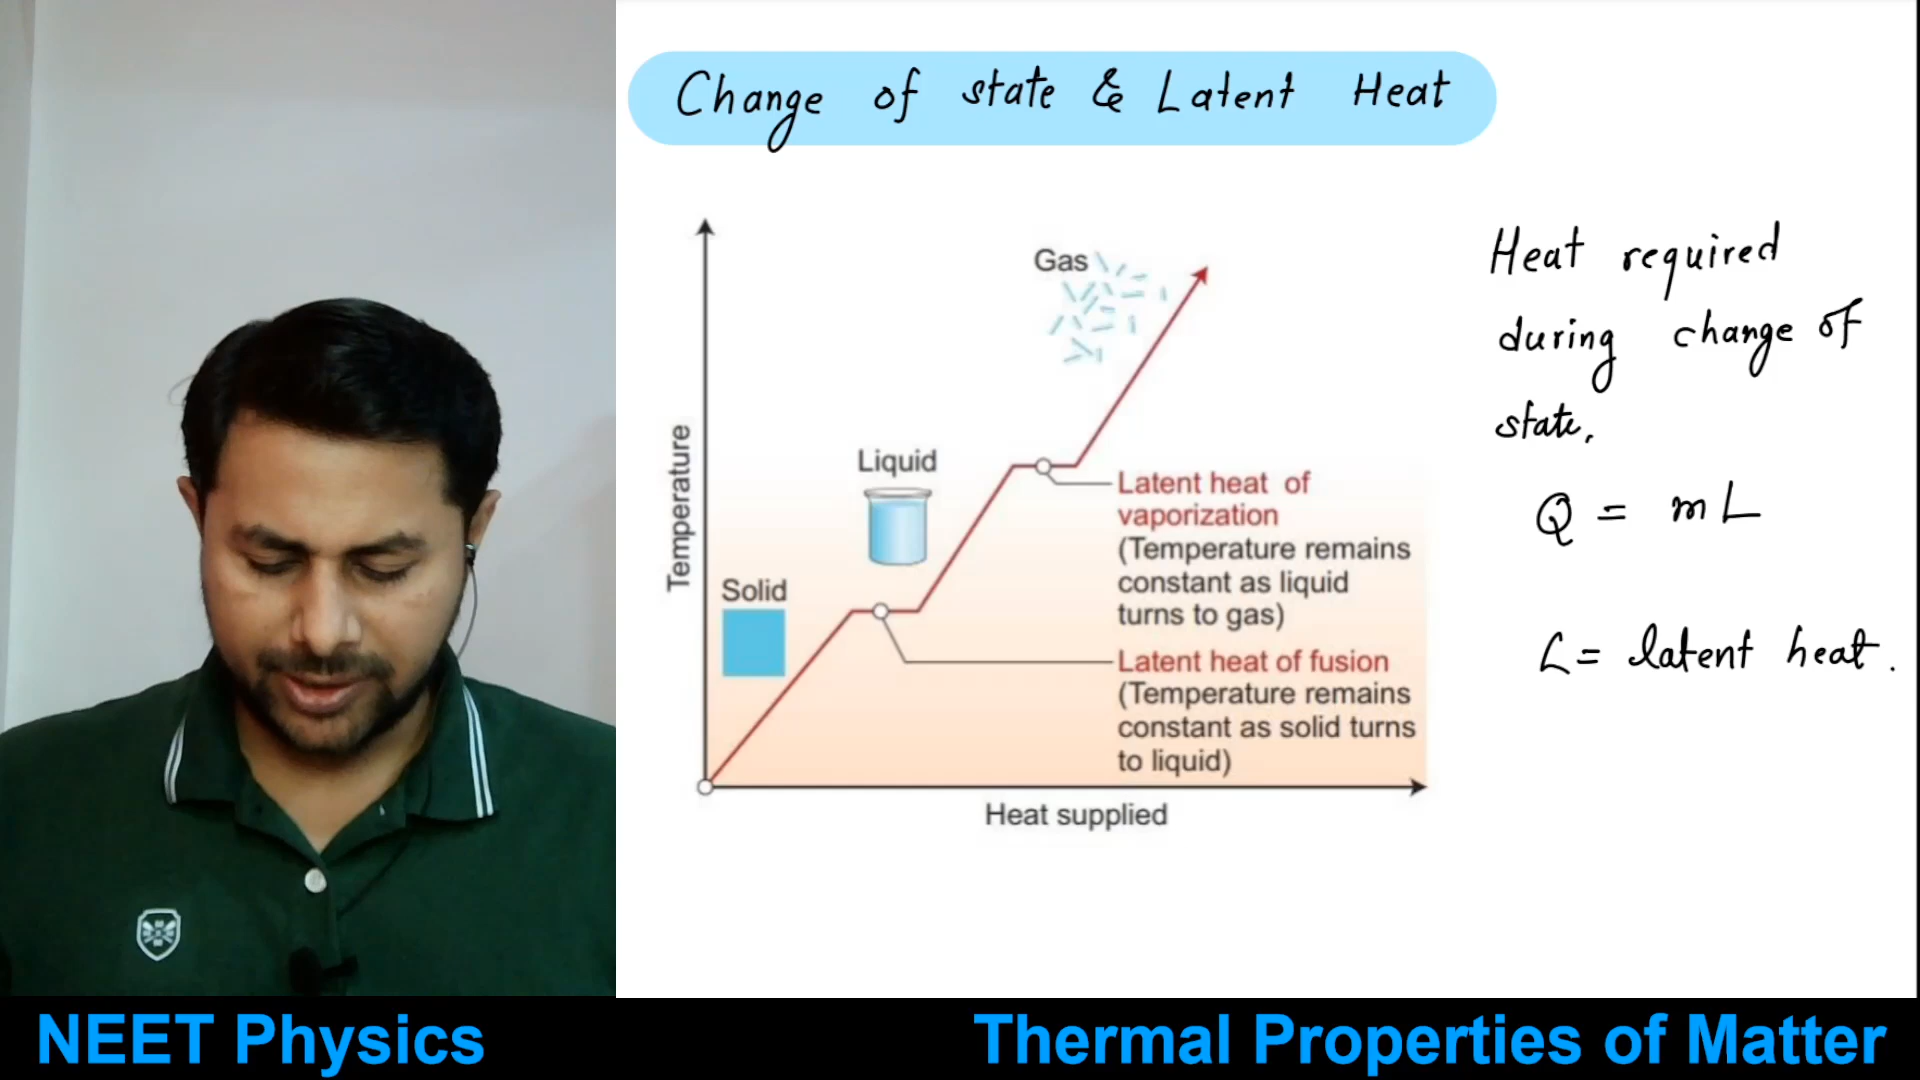 Change of state & Latent Heat
Temperature
Solid
Liquid
Gas
Latent heat of
vaporization
(Temperature remains
constant as liquid
turns to gas)
Latent heat of fusion
(Temperature remains
constant as solid turns
to liquid)
Heat supplied
Heat required
during change of
state,
Q = mL
L = latent heat.
NEET Physics
Thermal Properties of Matter